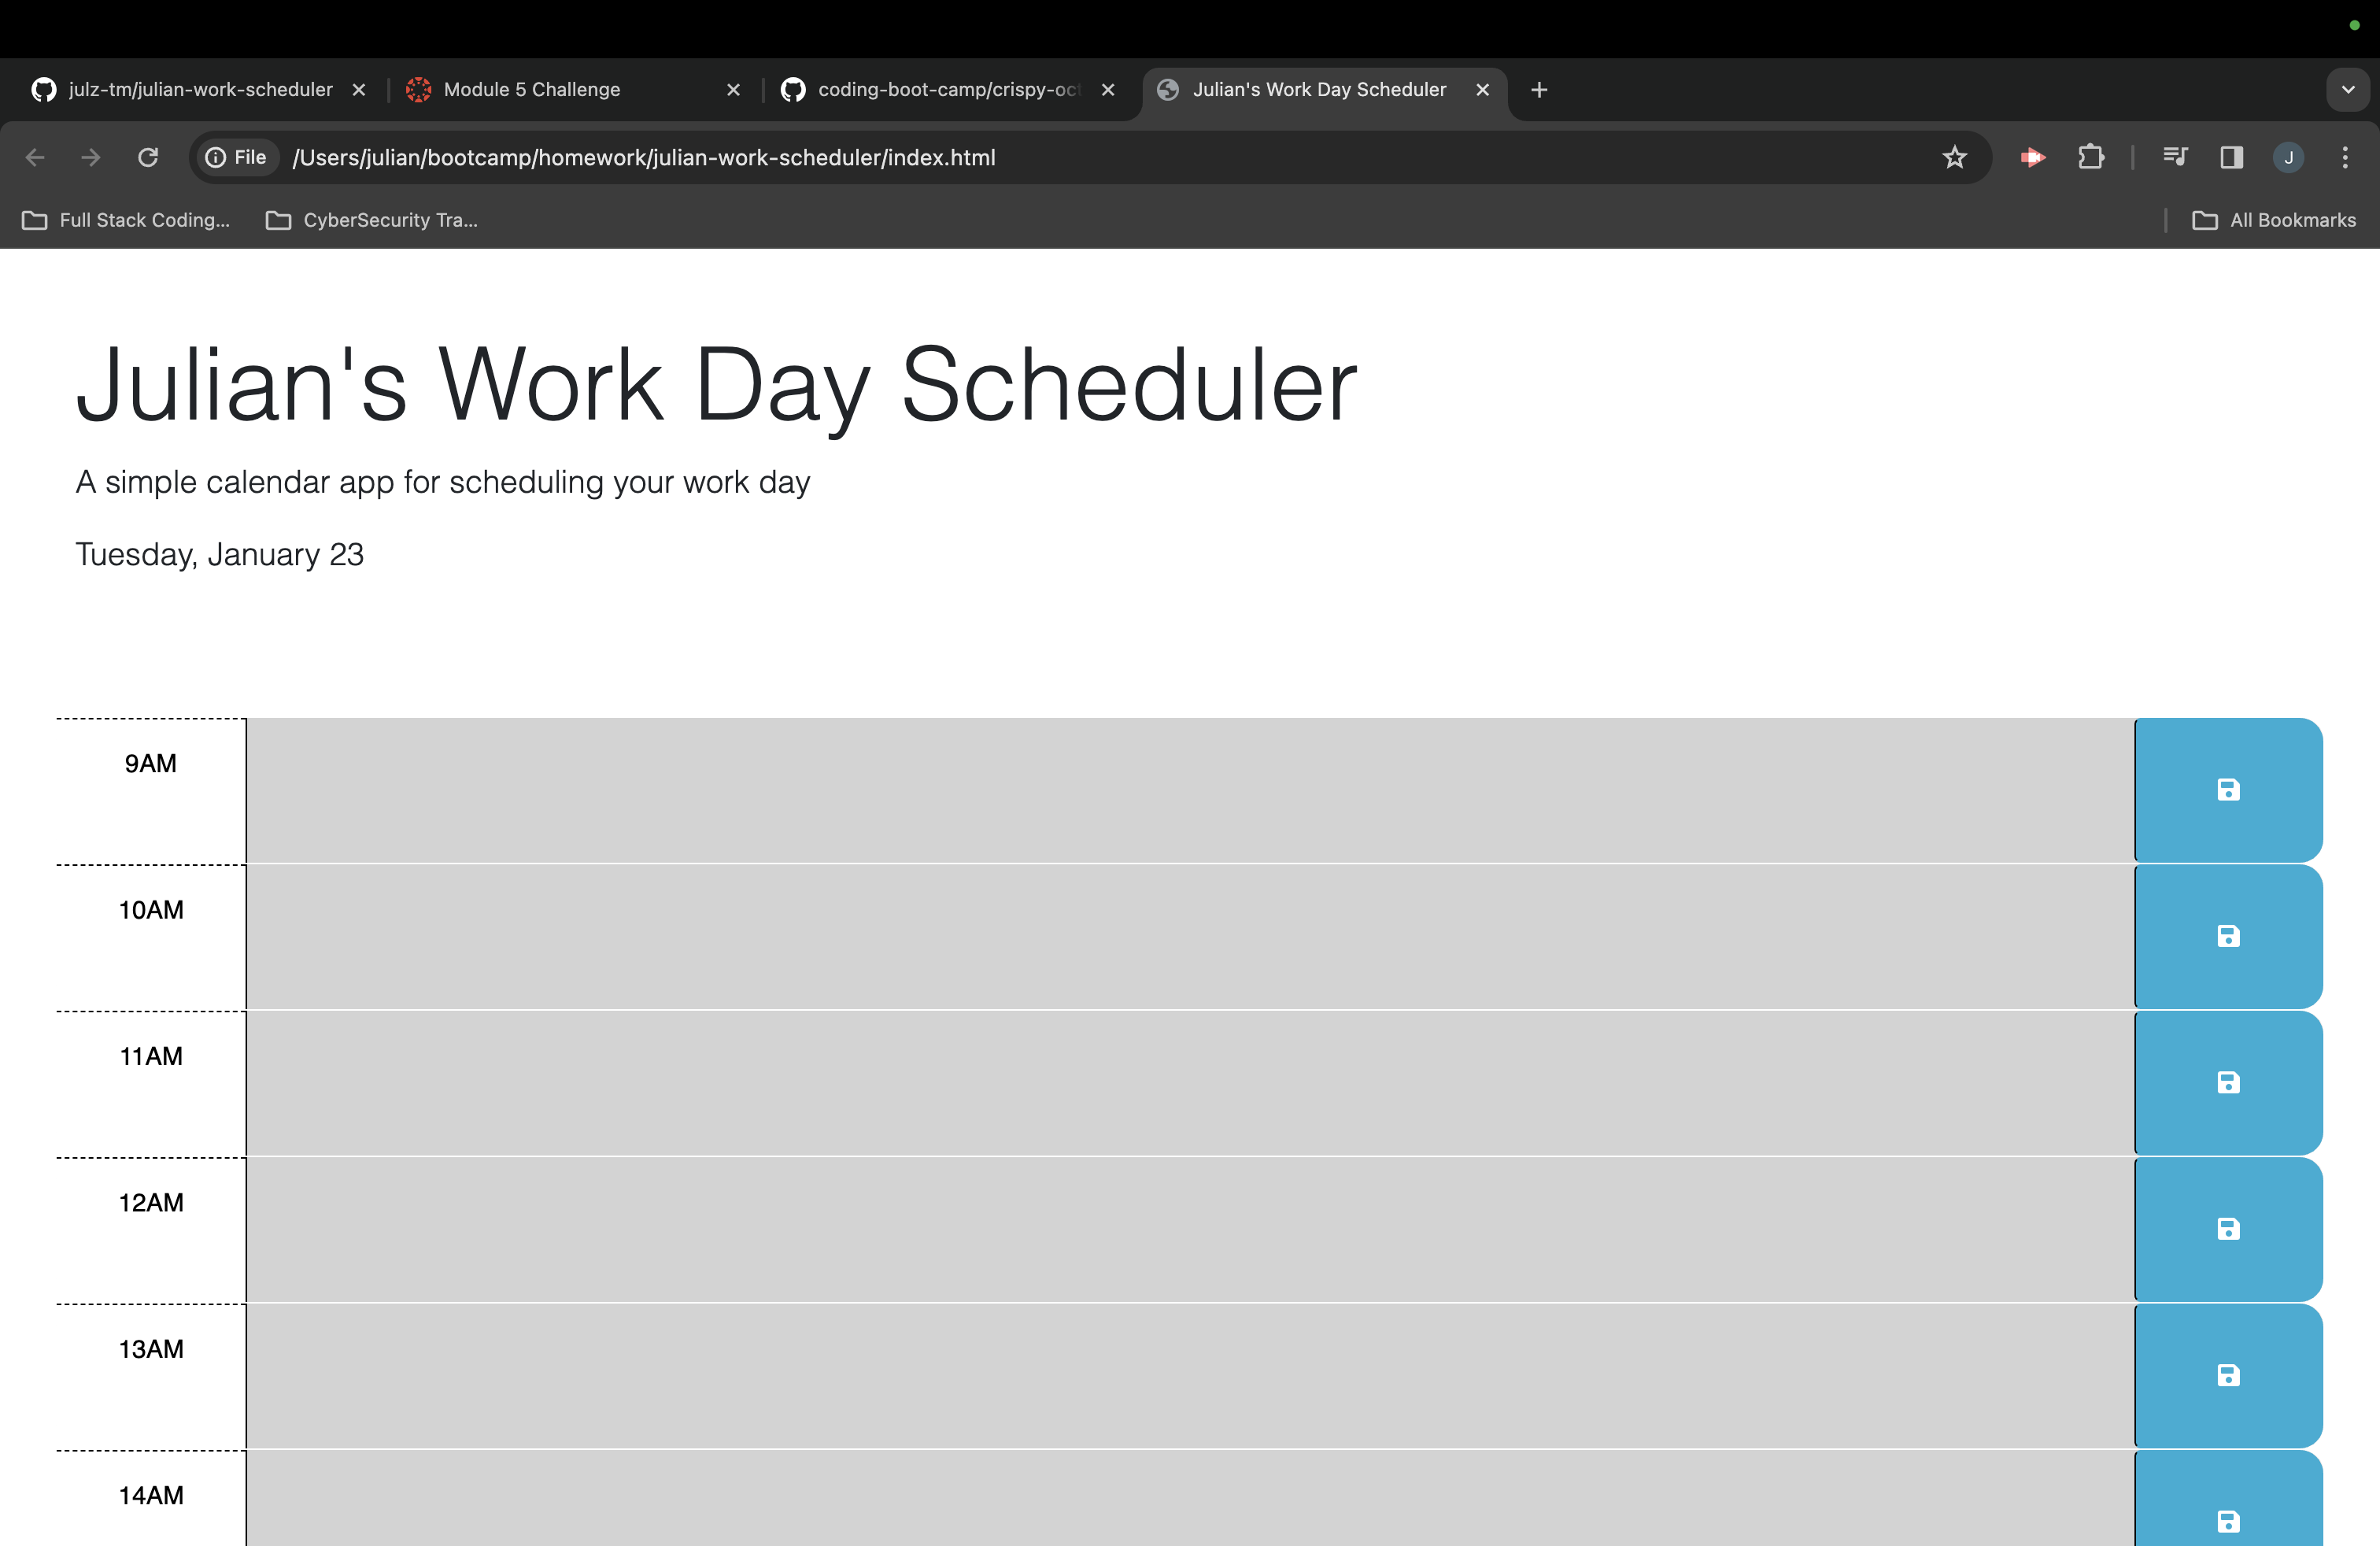 julz-tm/julian-work-scheduler
Module 5 Challenge
coding-boot-camp/crispy-oct
Julian's Work Day Scheduler
File
/Users/julian/bootcamp/homework/julian-work-scheduler/index.html
J
Full Stack Coding...
CyberSecurity Tra...
All Bookmarks
Julian's Work Day Scheduler
A simple calendar app for scheduling your work day
Tuesday, January 23
9AM
10AM
11AM
12AM
13AM
14AM